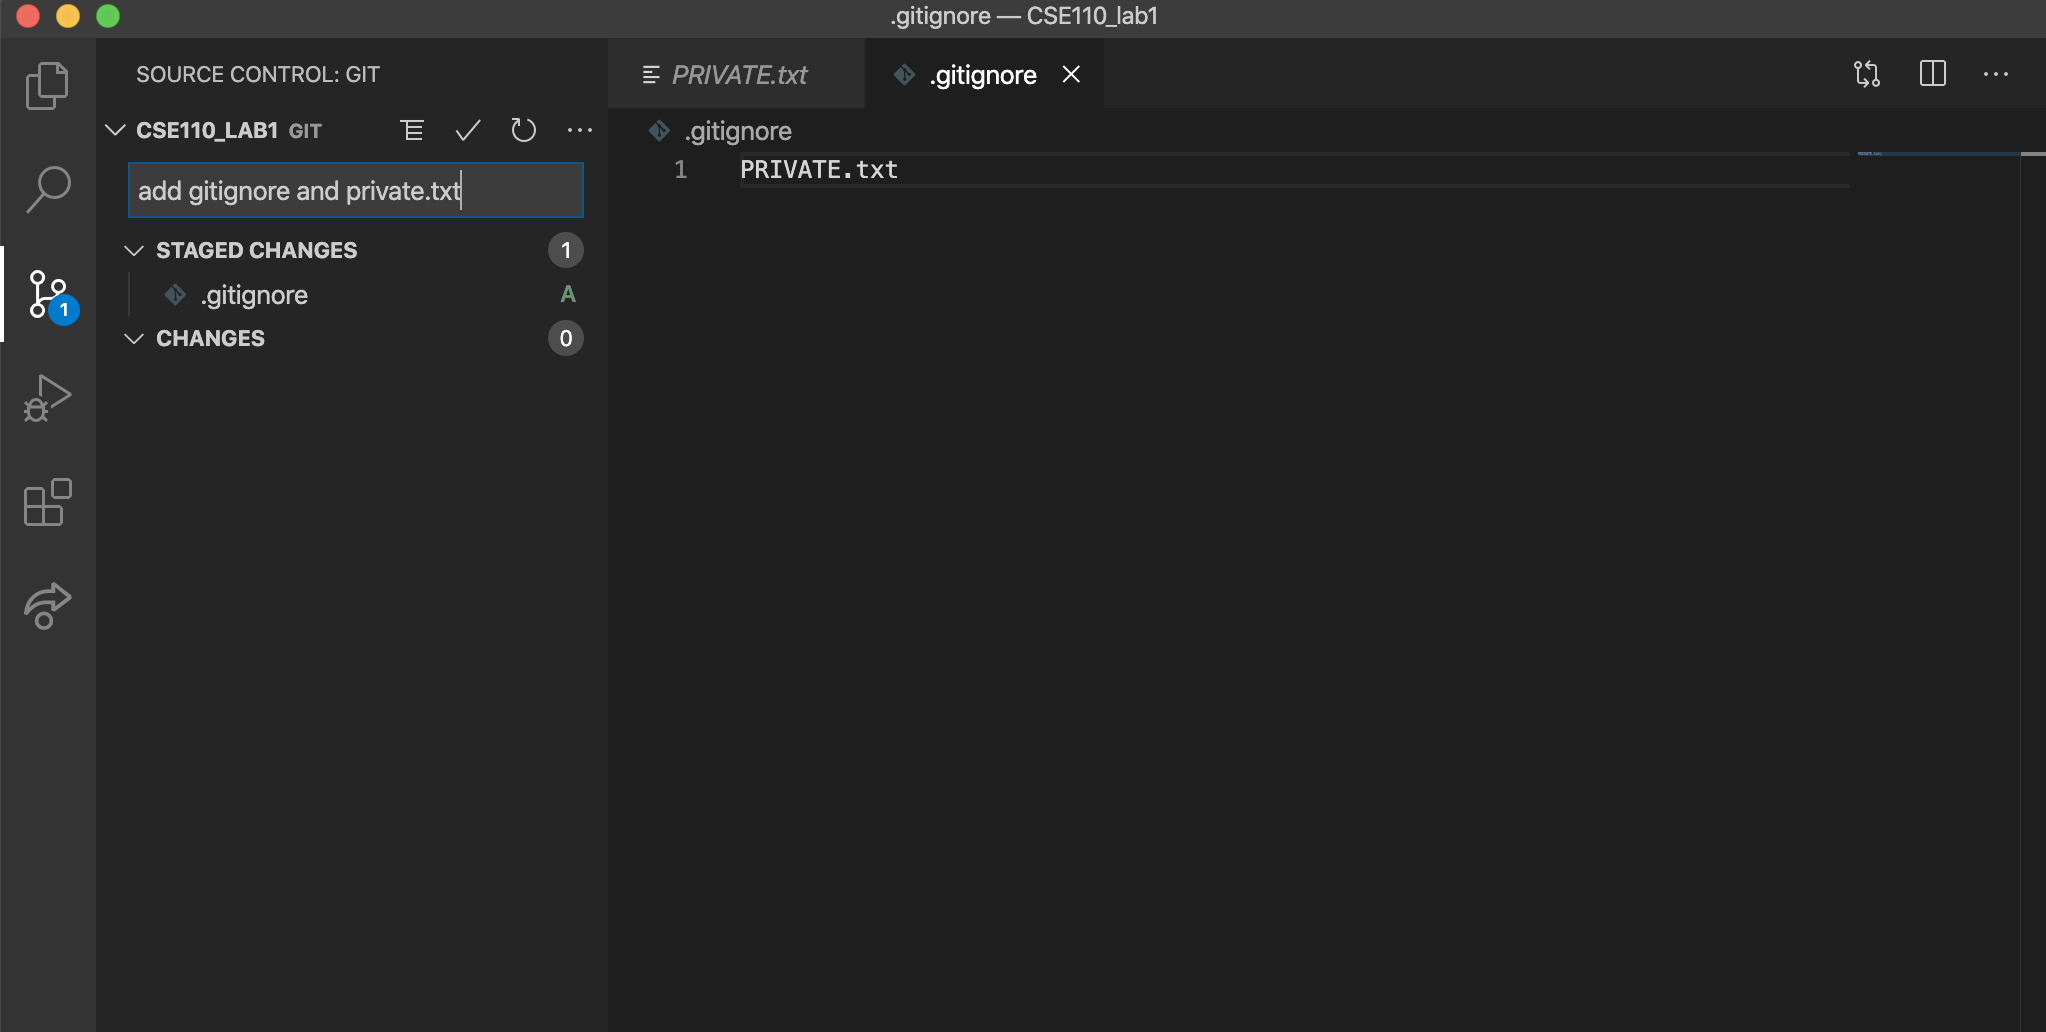 .gitignore — CSE110_lab1
SOURCE CONTROL: GIT
PRIVATE.txt
.gitignore
CSE110_LAB1 GIT
.gitignore
1 PRIVATE.txt
add gitignore and private.txt
STAGED CHANGES 1
.gitignore A
1
CHANGES 0